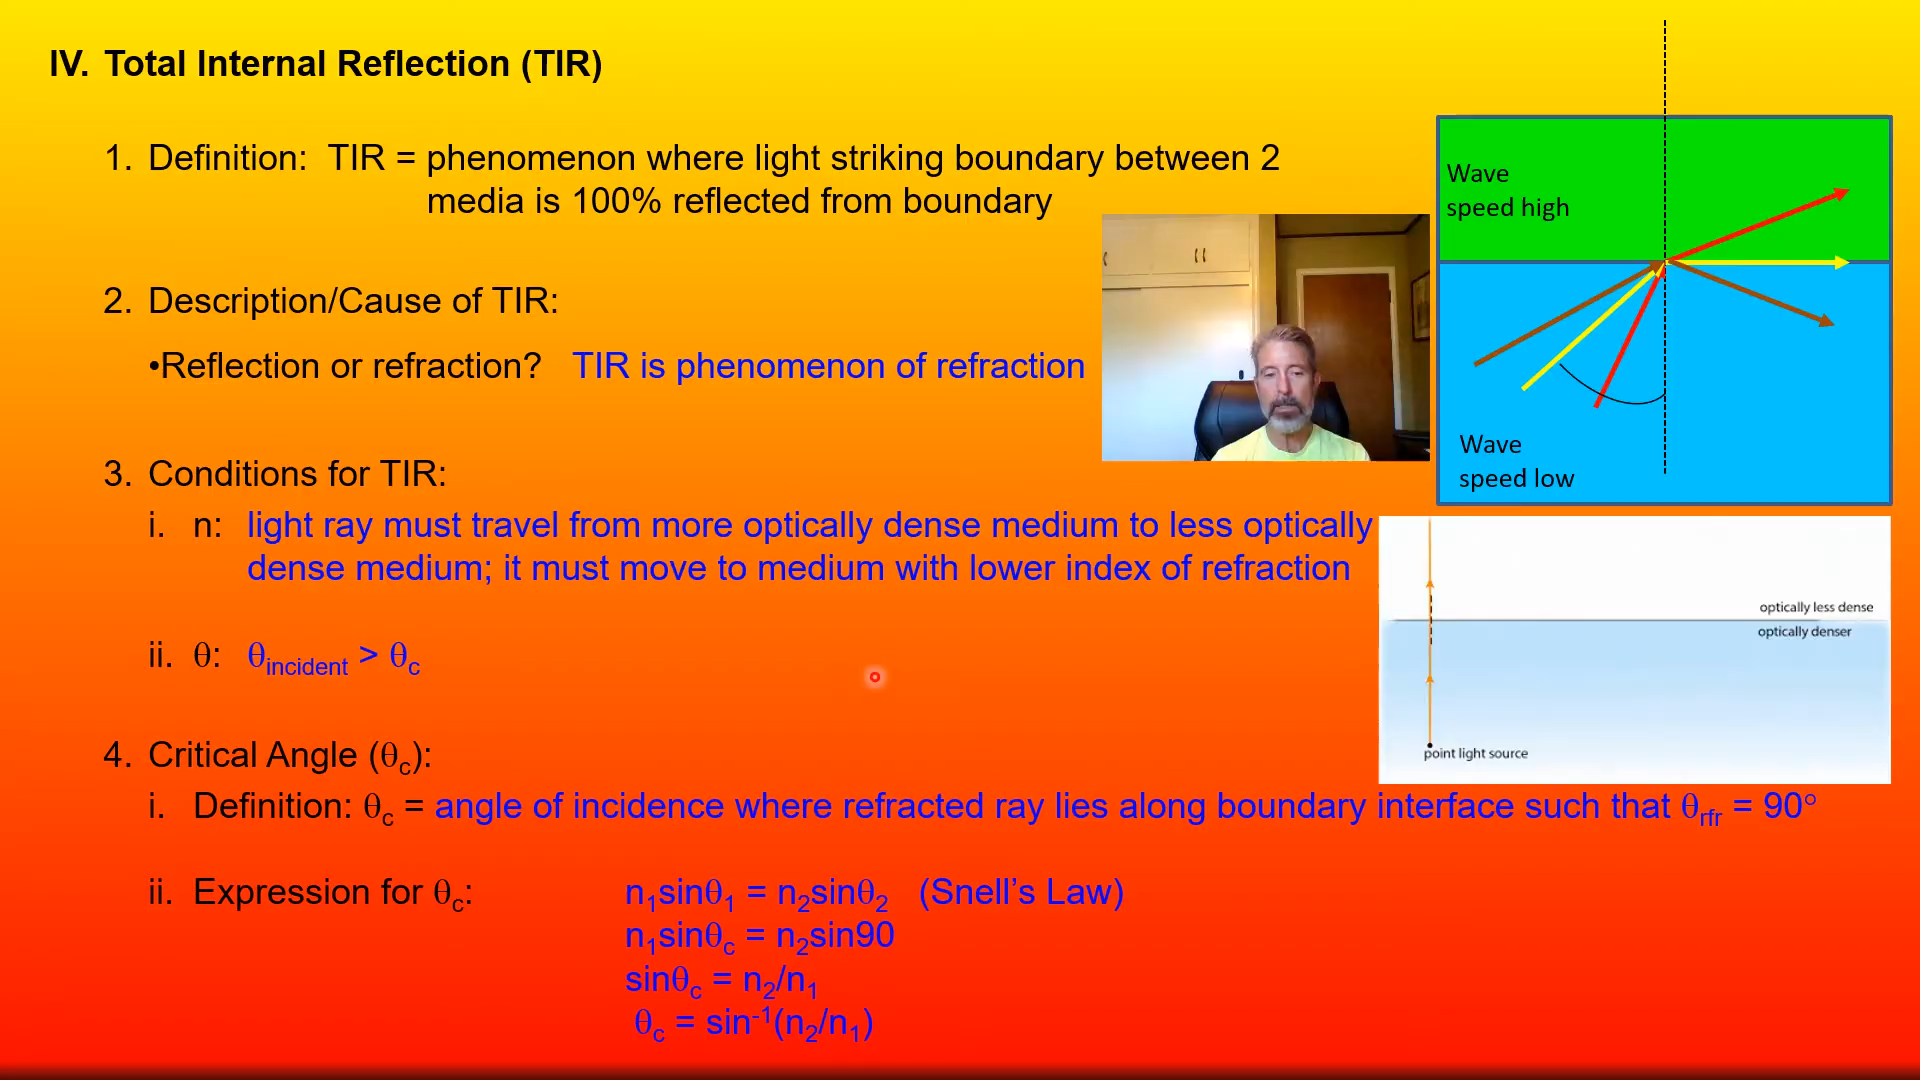 IV. Total Internal Reflection (TIR)
1. Definition: TIR = phenomenon where light striking boundary between 2
media is 100% reflected from boundary
2. Description/Cause of TIR:
•Reflection or refraction? TIR is phenomenon of refraction
3. Conditions for TIR:
i. n: light ray must travel from more optically dense medium to less optically
dense medium; it must move to medium with lower index of refraction
ii. θ: θincident > θc
4. Critical Angle (θc):
i. Definition: θc = angle of incidence where refracted ray lies along boundary interface such that θrfr = 90°
ii. Expression for θc: n1sinθ1 = n2sinθ2 (Snell’s Law)
n1sinθc = n2sin90
sinθc = n2/n1
θc = sin-1(n2/n1)
Wave
speed high
Wave
speed low
optically less dense
optically denser
point light source